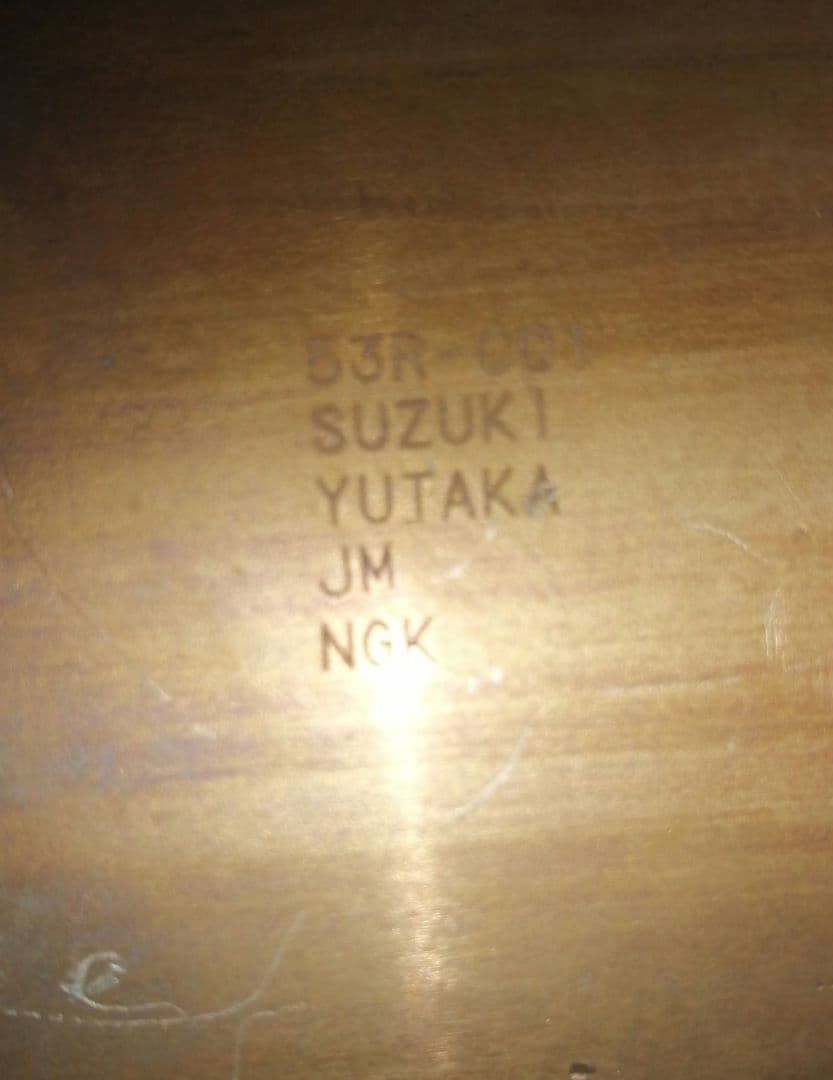 53R-C01
SUZUKI
YUTAKA
JM
NGK